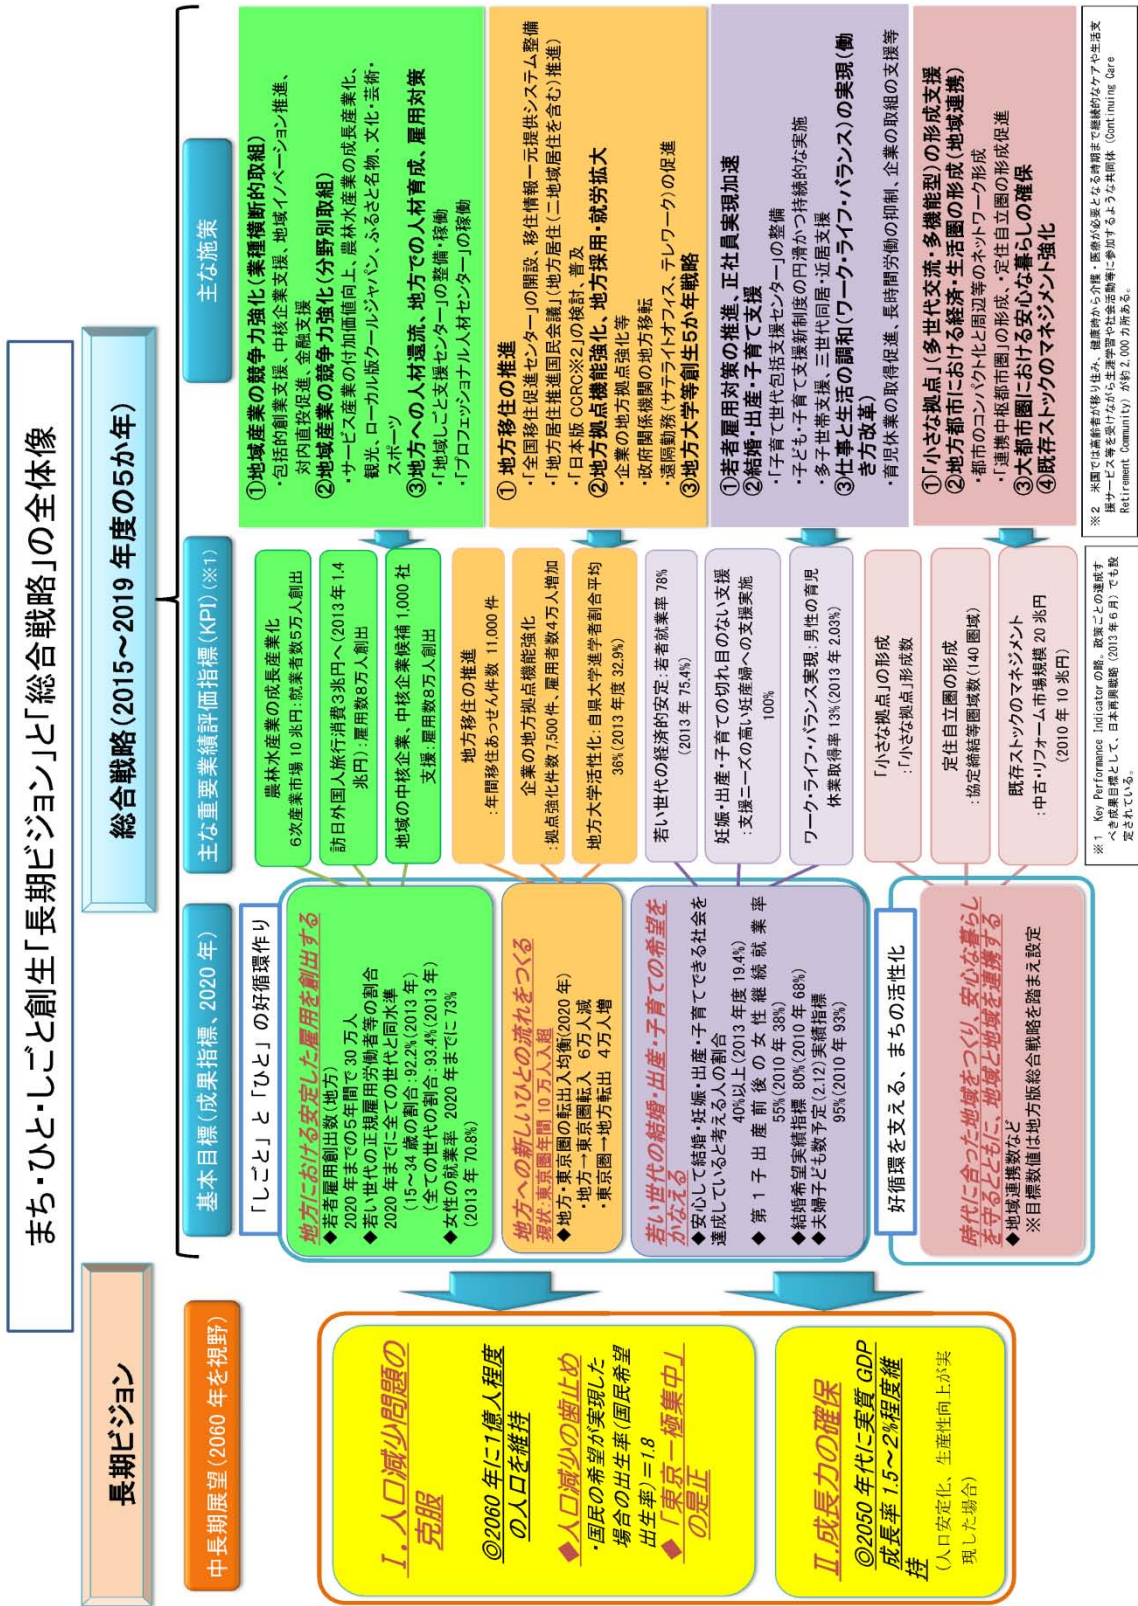 まち・ひと・しごと創生「長期ビジョン」と「総合戦略」の全体像
長期ビジョン
総合戦略(2015~2019年度の5か年)
中長期展望(2060年を視野)
基本目標(成果指標、2020年)
主な重要業績評価指標(KPI)(※1)
主な施策
Ⅰ.人口減少問題の
克服
◎2060年に1億人程度
の人口を維持
◆人口減少の歯止め
・国民の希望が実現した
場合の出生率(国民希望
出生率)=1.8
◆「東京一極集中」
の是正
Ⅱ.成長力の確保
◎2050年代に実質GDP
成長率1.5~2%程度維
持
(人口安定化、生産性向上が実
現した場合)
「しごと」と「ひと」の好循環作り
地方における安定した雇用を創出する
◆若者雇用創出数(地方)
2020年までの5年間で30万人
◆若い世代の正規雇用労働者等の割合
2020年までに全ての世代と同水準
(15~34歳の割合:92.2%(2013年)
(全ての世代の割合:93.4%(2013年)
◆女性の就業率 2020年までに73%
(2013年70.8%)
地方への新しいひとの流れをつくる
現状:東京圏年間10万人入超
◆地方・東京圏の転出入均衡(2020年)
・地方→東京圏転入 6万人減
・東京圏→地方転出 4万人増
若い世代の結婚・出産・子育ての希望を
かなえる
◆安心して結婚・妊娠・出産・子育てできる社会を
達成していると考える人の割合
40%以上(2013年度19.4%)
◆第1子出産前後の女性継続就業率
55%(2010年38%)
◆結婚希望実績指標 80%(2010年68%)
◆夫婦子ども数予定(2.12)実績指標
95%(2010年93%)
好循環を支える、まちの活性化
時代に合った地域をつくり、安心な暮らし
を守るとともに、地域と地域を連携する
◆地域連携数など
※目標数値は地方版総合戦略を踏まえ設定
農林水産業の成長産業化
6次産業市場10兆円:就業者数5万人創出
訪日外国人旅行消費3兆円へ(2013年1.4
兆円):雇用数8万人創出
地域の中核企業、中核企業候補1,000社
支援:雇用数8万人創出
地方移住の推進
:年間移住あっせん件数 11,000件
企業の地方拠点機能強化
:拠点強化件数7,500件、雇用者数4万人増加
地方大学活性化:自県大学進学者割合平均
36%(2013年度32.9%)
若い世代の経済的安定:若者就業率78%
(2013年75.4%)
妊娠・出産・子育ての切れ目のない支援
:支援ニーズの高い妊産婦への支援実施
100%
ワーク・ライフ・バランス実現:男性の育児
休業取得率13%(2013年2.03%)
「小さな拠点」の形成
:「小さな拠点」形成数
定住自立圏の形成
:協定締結等圏域数(140圏域)
既存ストックのマネジメント
:中古・リフォーム市場規模20兆円
(2010年10兆円)
①地域産業の競争力強化(業種横断的取組)
・包括的創業支援、中核企業支援、地域イノベーション推進、
対内直投促進、金融支援
②地域産業の競争力強化(分野別取組)
・サービス産業の付加価値向上、農林水産業の成長産業化、
観光、ローカル版クールジャパン、ふるさと名物、文化・芸術・
スポーツ
③地方への人材還流、地方での人材育成、雇用対策
・「地域しごと支援センター」の整備・稼働
・「プロフェッショナル人材センター」の稼働
①地方移住の推進
・「全国移住促進センター」の開設、移住情報一元提供システム整備
・「地方居住推進国民会議」(地方居住(二地域居住を含む)推進)
・「日本版CCRC※2」の検討、普及
②地方拠点機能強化、地方採用・就労拡大
・企業の地方拠点強化等
・政府関係機関の地方移転
・遠隔勤務(サテライトオフィス、テレワーク)の促進
③地方大学等創生5か年戦略
①若者雇用対策の推進、正社員実現加速
②結婚・出産・子育て支援
・「子育て世代包括支援センター」の整備
・子ども・子育て支援新制度の円滑かつ持続的な実施
・多子世帯支援、三世代同居・近居支援
③仕事と生活の調和(ワーク・ライフ・バランス)の実現(働
き方改革)
・育児休業の取得促進、長時間労働の抑制、企業の取組の支援等
①「小さな拠点」(多世代交流・多機能型)の形成支援
②地方都市における経済・生活圏の形成(地域連携)
・都市のコンパクト化と周辺等のネットワーク形成
・「連携中枢都市圏」の形成、定住自立圏の形成促進
③大都市圏における安心な暮らしの確保
④既存ストックのマネジメント強化
※1 Key Performance Indicatorの略。政策ごとの達成す
べき成果目標として、日本再興戦略(2013年6月)でも設
定されている。
※2 米国では高齢者が移り住み、健康時から介護・医療が必要となる時期まで継続的なケアや生活支
援サービス等を受けながら生涯学習や社会活動等に参加するような共同体(Continuing Care
Retirement Community)が約2,000カ所ある。